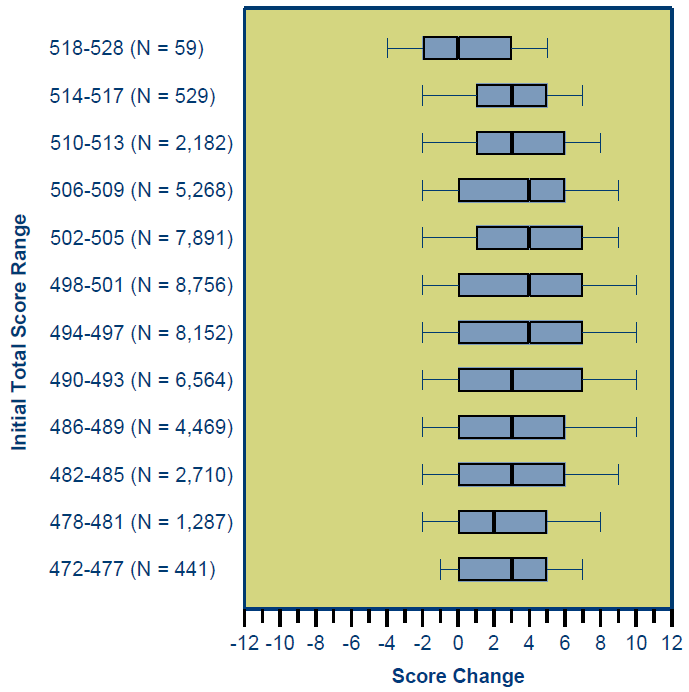 518-528 (N = 59)
514-517 (N = 529)
510-513 (N = 2,182)
506-509 (N = 5,268)
502-505 (N = 7,891)
498-501 (N = 8,756)
494-497 (N = 8,152)
490-493 (N = 6,564)
486-489 (N = 4,469)
482-485 (N = 2,710)
478-481 (N = 1,287)
472-477 (N = 441)
Initial Total Score Range
-12 -10 -8 -6 -4 -2 0 2 4 6 8 10 12
Score Change